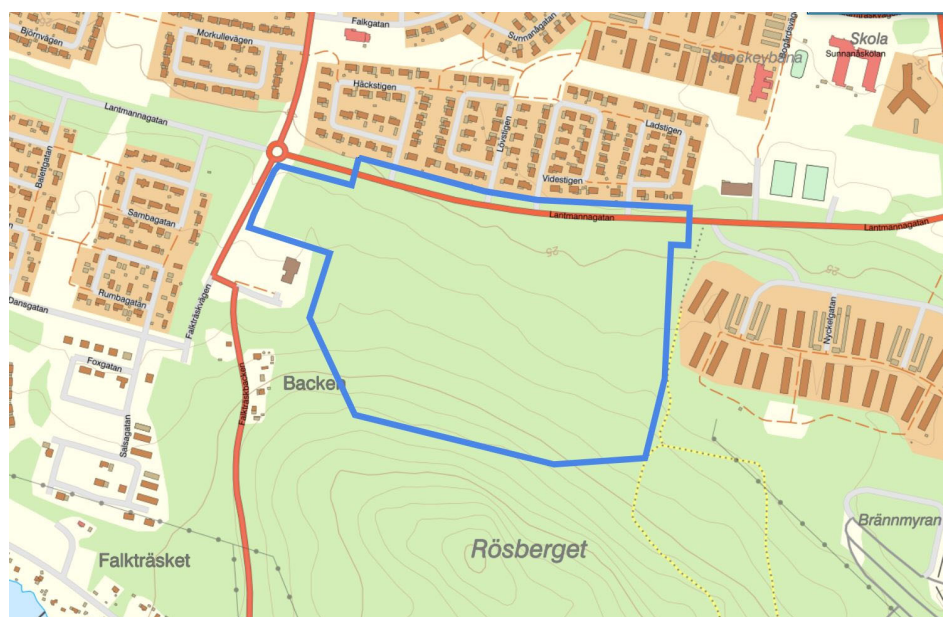 Björnvägen
Morkullevägen
Falkgatan
Sunnanågatan
Skola
Sunnanåskolan
Ishockeybana
Häckstigen
Lövstigen
Ladstigen
Videstigen
Lantmannagatan
Balettgatan
Sambagatan
Rumbagatan
Lantmannagatan
Lantmannagatan
25
25
Dansgatan
Falkträskvägen
Nyckelgatan
Foxgatan
Backen
Falkträskbacken
Salsagatan
Falkträsket
Rösberget
Brännmyran